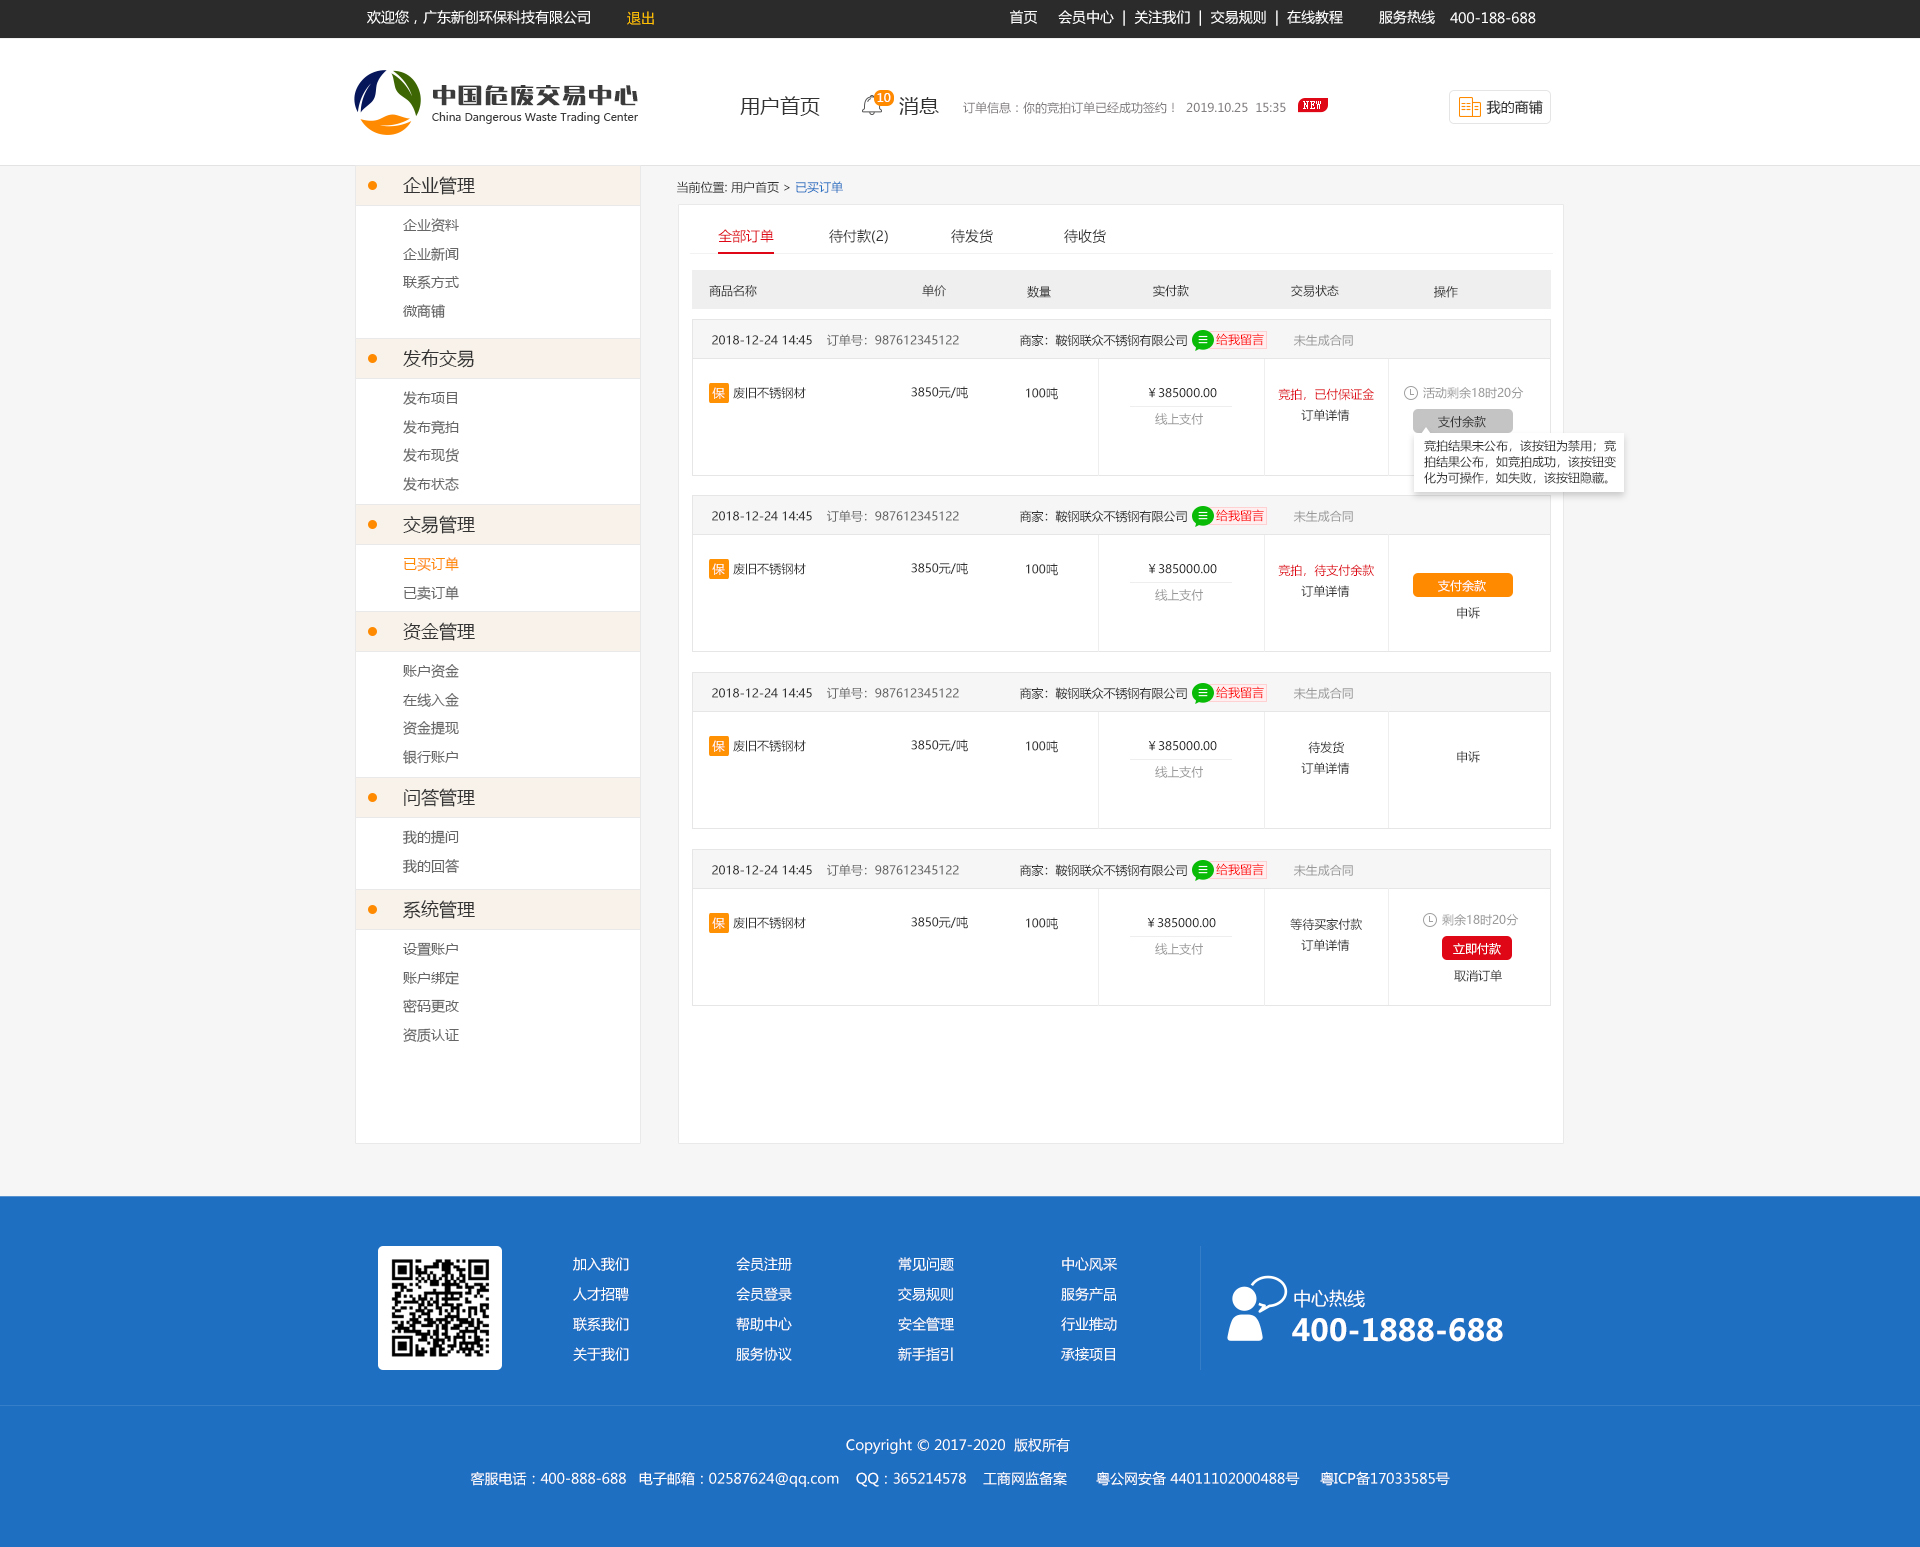 欢迎您，广东新创环保科技有限公司 退出 首页 会员中心 | 关注我们 | 交易规则 | 在线教程 服务热线 400-188-688
中国危废交易中心
China Dangerous Waste Trading Center
用户首页 10 消息 订单信息：你的竞拍订单已经成功签约！ 2019.10.25 15:35 NEW 我的商铺
企业管理
企业资料
企业新闻
联系方式
微商铺
发布交易
发布项目
发布竞拍
发布现货
发布状态
交易管理
已买订单
已卖订单
资金管理
账户资金
在线入金
资金提现
银行账户
问答管理
我的提问
我的回答
系统管理
设置账户
账户绑定
密码更改
资质认证
当前位置: 用户首页 > 已买订单
全部订单 待付款(2) 待发货 待收货
商品名称 单价 数量 实付款 交易状态 操作
2018-12-24 14:45 订单号：987612345122 商家：鞍钢联众不锈钢有限公司 给我留言 未生成合同
保 废旧不锈钢材 3850元/吨 100吨 ￥385000.00 竞拍，已付保证金 活动剩余18时20分
线上支付 订单详情 支付余款
竞拍结果未公布，该按钮为禁用；竞
拍结果公布，如竞拍成功，该按钮变
化为可操作，如失败，该按钮隐藏。
2018-12-24 14:45 订单号：987612345122 商家：鞍钢联众不锈钢有限公司 给我留言 未生成合同
保 废旧不锈钢材 3850元/吨 100吨 ￥385000.00 竞拍，待支付余款 支付余款
线上支付 订单详情 申诉
2018-12-24 14:45 订单号：987612345122 商家：鞍钢联众不锈钢有限公司 给我留言 未生成合同
保 废旧不锈钢材 3850元/吨 100吨 ￥385000.00 待发货 申诉
线上支付 订单详情
2018-12-24 14:45 订单号：987612345122 商家：鞍钢联众不锈钢有限公司 给我留言 未生成合同
保 废旧不锈钢材 3850元/吨 100吨 ￥385000.00 等待买家付款 剩余18时20分
线上支付 订单详情 立即付款
取消订单
加入我们 会员注册 常见问题 中心风采
人才招聘 会员登录 交易规则 服务产品
联系我们 帮助中心 安全管理 行业推动
关于我们 服务协议 新手指引 承接项目
中心热线
400-1888-688
Copyright © 2017-2020 版权所有
客服电话：400-888-688 电子邮箱：02587624@qq.com QQ：365214578 工商网监备案 粤公网安备 44011102000488号 粤ICP备17033585号